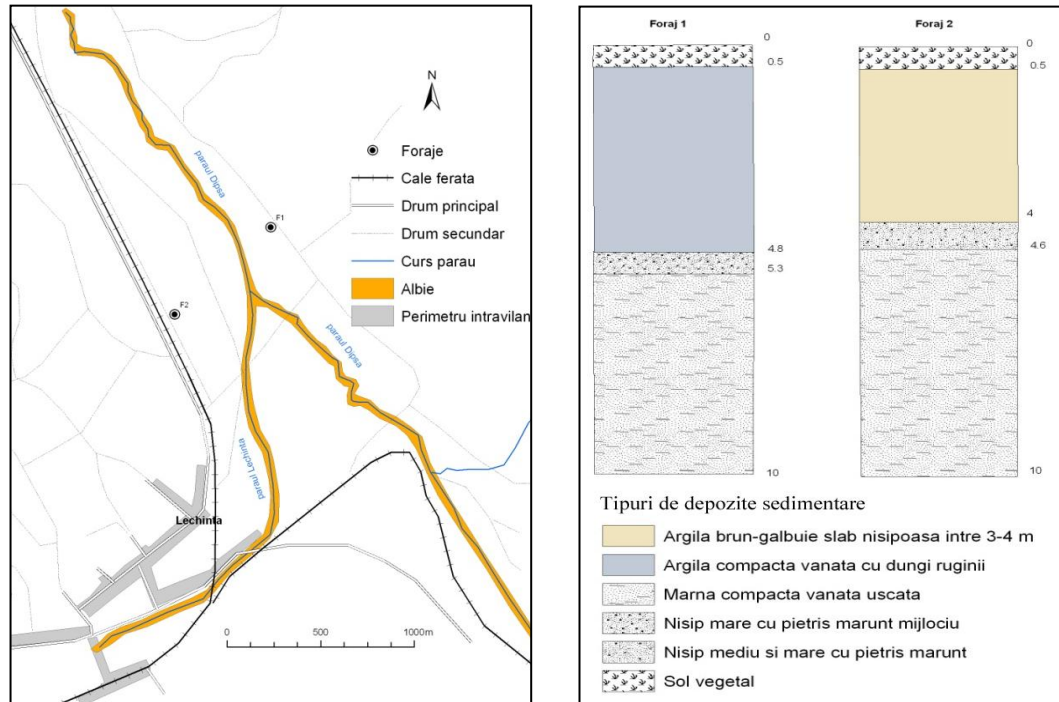 N
Foraje
Cale ferata
Drum principal
Drum secundar
Curs parau
Albie
Perimetru intravilan
paraul Dipsa
F1
F2
paraul Dipsa
paraul Lechinta
Lechinta
0 500 1000m
Foraj 1
0
0.5
4.8
5.3
10
Foraj 2
0
0.5
4
4.6
10
Tipuri de depozite sedimentare
Argila brun-galbuie slab nisipoasa intre 3-4 m
Argila compacta vanata cu dungi ruginii
Marna compacta vanata uscata
Nisip mare cu pietris marunt mijlociu
Nisip mediu si mare cu pietris marunt
Sol vegetal